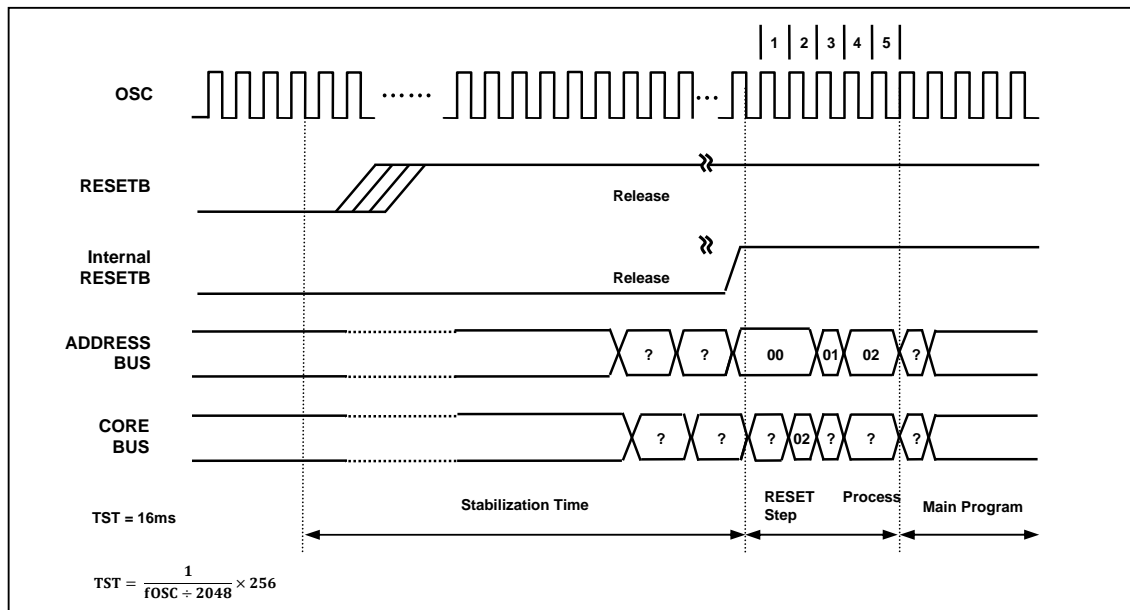 1 2 3 4 5
OSC
RESETB
Release
Internal
RESETB
Release
ADDRESS
BUS
? ? 00 01 02 ?
CORE
BUS
? ? ? 02 ? ? ?
TST = 16ms
Stabilization Time
RESET Process
Step
Main Program
TST = 1 / fOSC ÷ 2048 × 256